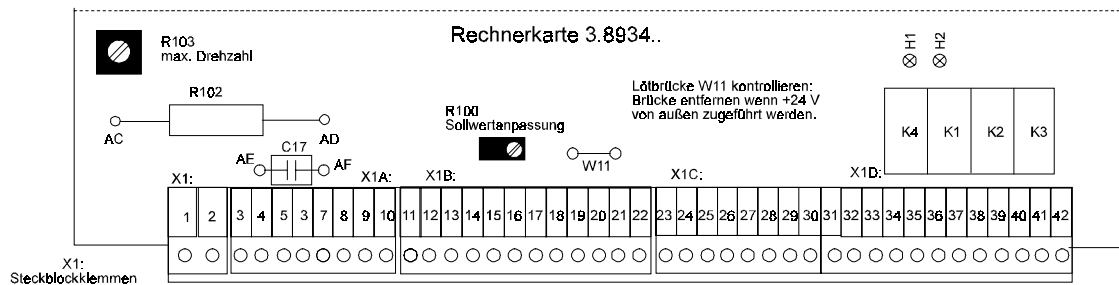 Rechnerkarte 3.8934..
R103
max. Drehzahl
H1 H2
Lötbrücke W11 kontrollieren:
Brücke entfernen wenn +24 V
von außen zugeführt werden.
R102
AC AD
Sollwertanpassung
K4 K1 K2 K3
C17
AE AF
W11
X1: X1A: X1B: X1C: X1D:
1 2 3 4 5 3 7 8 9 10 11 12 13 14 15 16 17 18 19 20 21 22 23 24 25 26 27 28 29 30 31 32 33 34 35 36 37 38 39 40 41 42
X1:
Steckblockklemmen